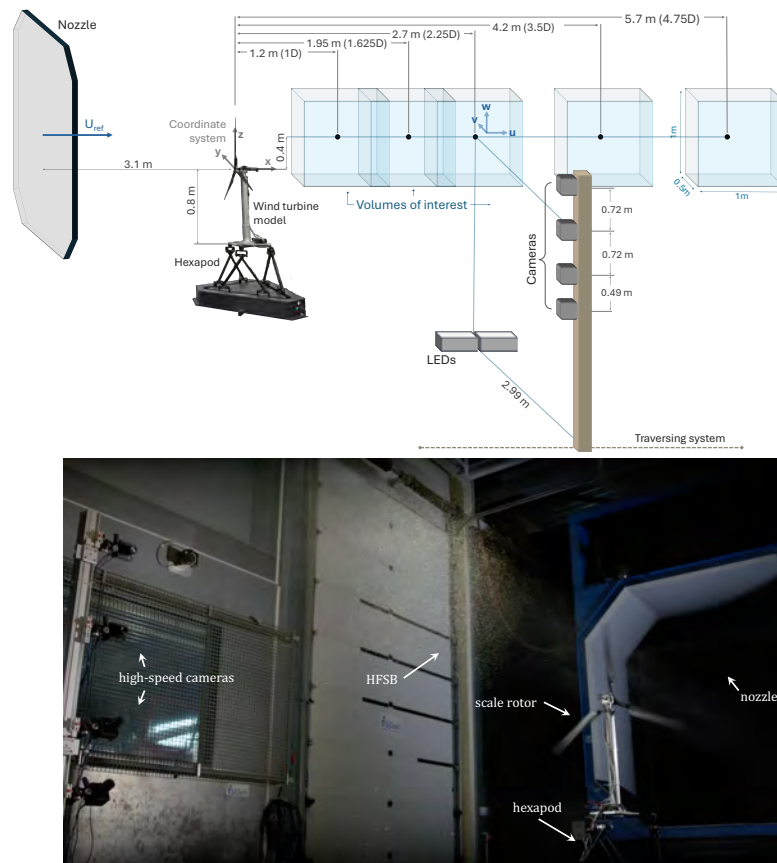 Nozzle
5.7 m (4.75D)
4.2 m (3.5D)
2.7 m (2.25D)
1.95 m (1.625D)
1.2 m (1D)
U_ref
Coordinate
system
z
y
x
3.1 m
0.4 m
0.8 m
w
v
u
1m
0.5m
1m
Wind turbine
model
Volumes of interest
Hexapod
Cameras
0.72 m
0.72 m
0.49 m
LEDs
2.99 m
Traversing system
high-speed cameras
HFSB
scale rotor
nozzle
hexapod